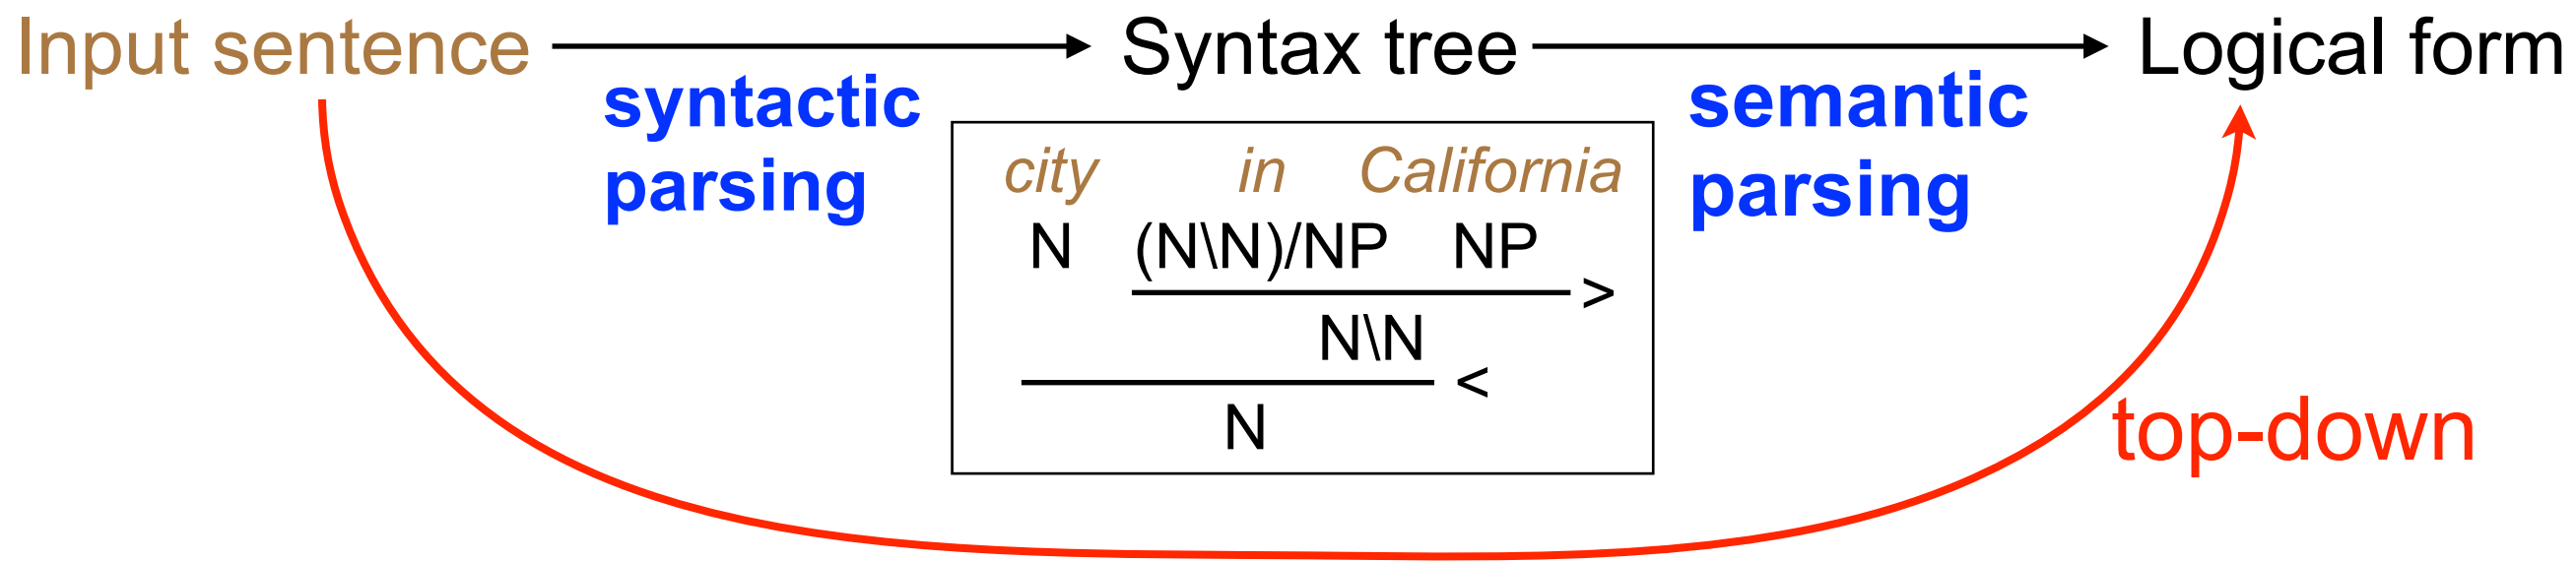 Input sentence Syntax tree Logical form
syntactic
parsing
semantic
parsing
city in California
N (N\N)/NP NP
>
N\N
<
N
top-down